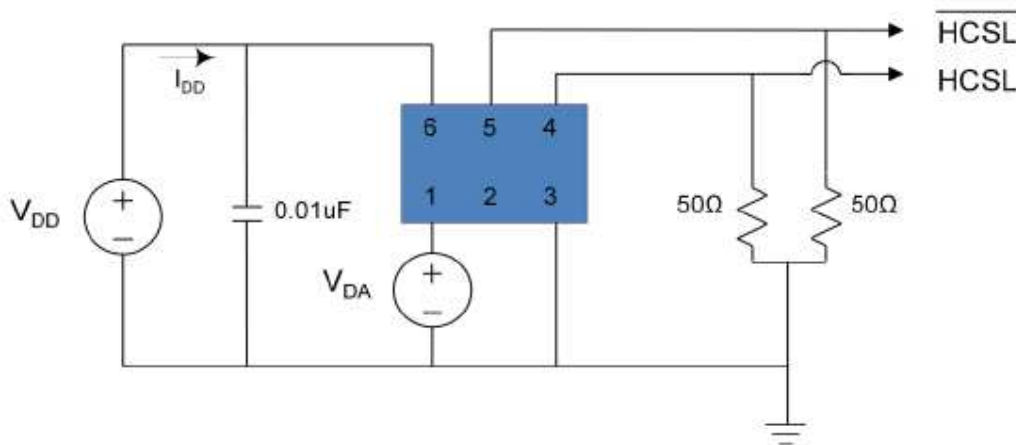 HCSL
I_DD
HCSL
6 5 4
V_DD
0.01uF
1 2 3
50Ω
50Ω
V_DA